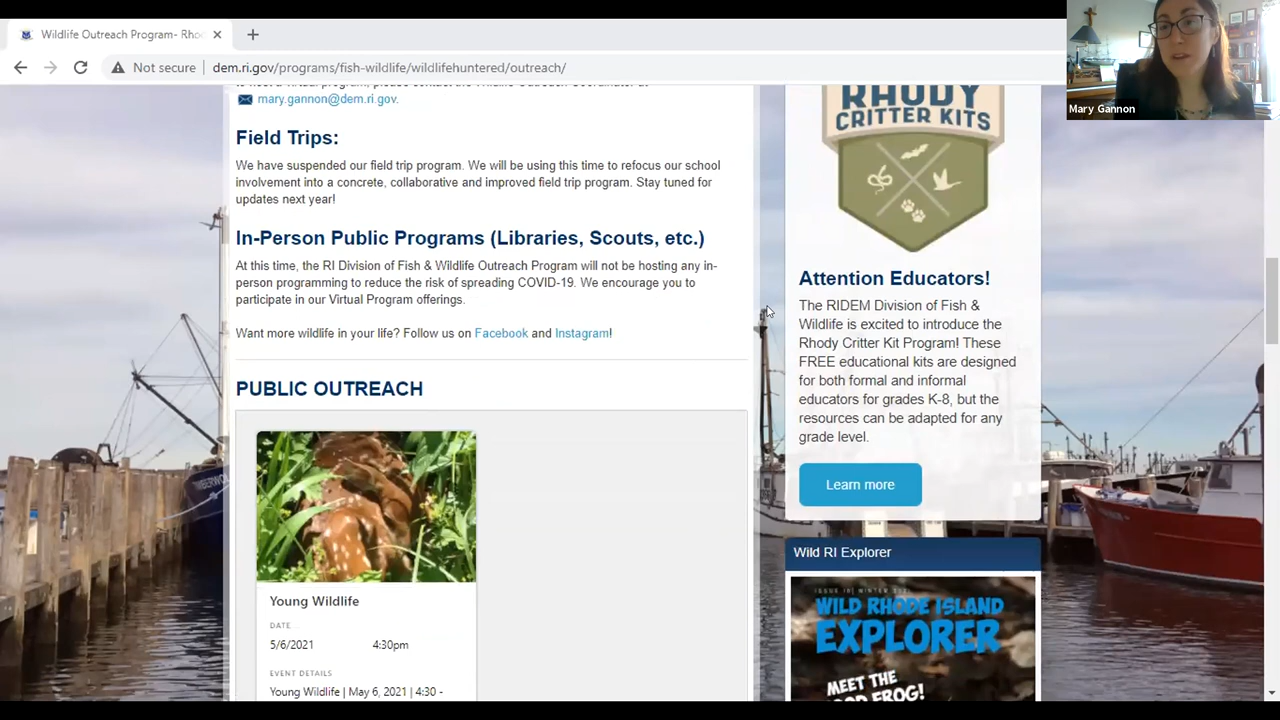 Wildlife Outreach Program- Rho
Not secure
dem.ri.gov/programs/fish-wildlife/wildlifehuntered/outreach/
Mary Gannon
mary.gannon@dem.ri.gov.
Field Trips:
We have suspended our field trip program. We will be using this time to refocus our school
involvement into a concrete, collaborative and improved field trip program. Stay tuned for
updates next year!
In-Person Public Programs (Libraries, Scouts, etc.)
At this time, the RI Division of Fish & Wildlife Outreach Program will not be hosting any in-
person programming to reduce the risk of spreading COVID-19. We encourage you to
participate in our Virtual Program offerings.
Want more wildlife in your life? Follow us on Facebook and Instagram!
PUBLIC OUTREACH
Young Wildlife
DATE
5/6/2021 4:30pm
EVENT DETAILS
Young Wildlife | May 6, 2021 | 4:30 -
RHODY
CRITTER KITS
Attention Educators!
The RIDEM Division of Fish &
Wildlife is excited to introduce the
Rhody Critter Kit Program! These
FREE educational kits are designed
for both formal and informal
educators for grades K-8, but the
resources can be adapted for any
grade level.
Learn more
Wild RI Explorer
WILD RHODE ISLAND
EXPLORER
MEET THE
FROG!